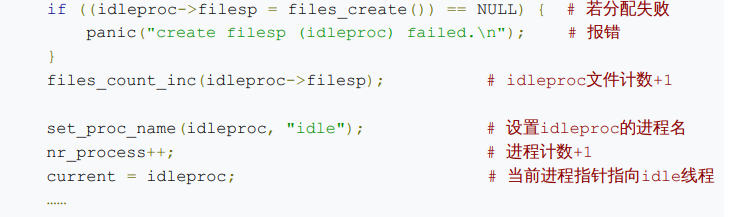 if ((idleproc->filesp = files_create()) == NULL) {  # 若分配失败
    panic("create filesp (idleproc) failed.\n");    # 报错
}
files_count_inc(idleproc->filesp);          # idleproc文件计数+1
set_proc_name(idleproc, "idle");            # 设置idleproc的进程名
nr_process++;                               # 进程计数+1
current = idleproc;                         # 当前进程指针指向idle线程
……